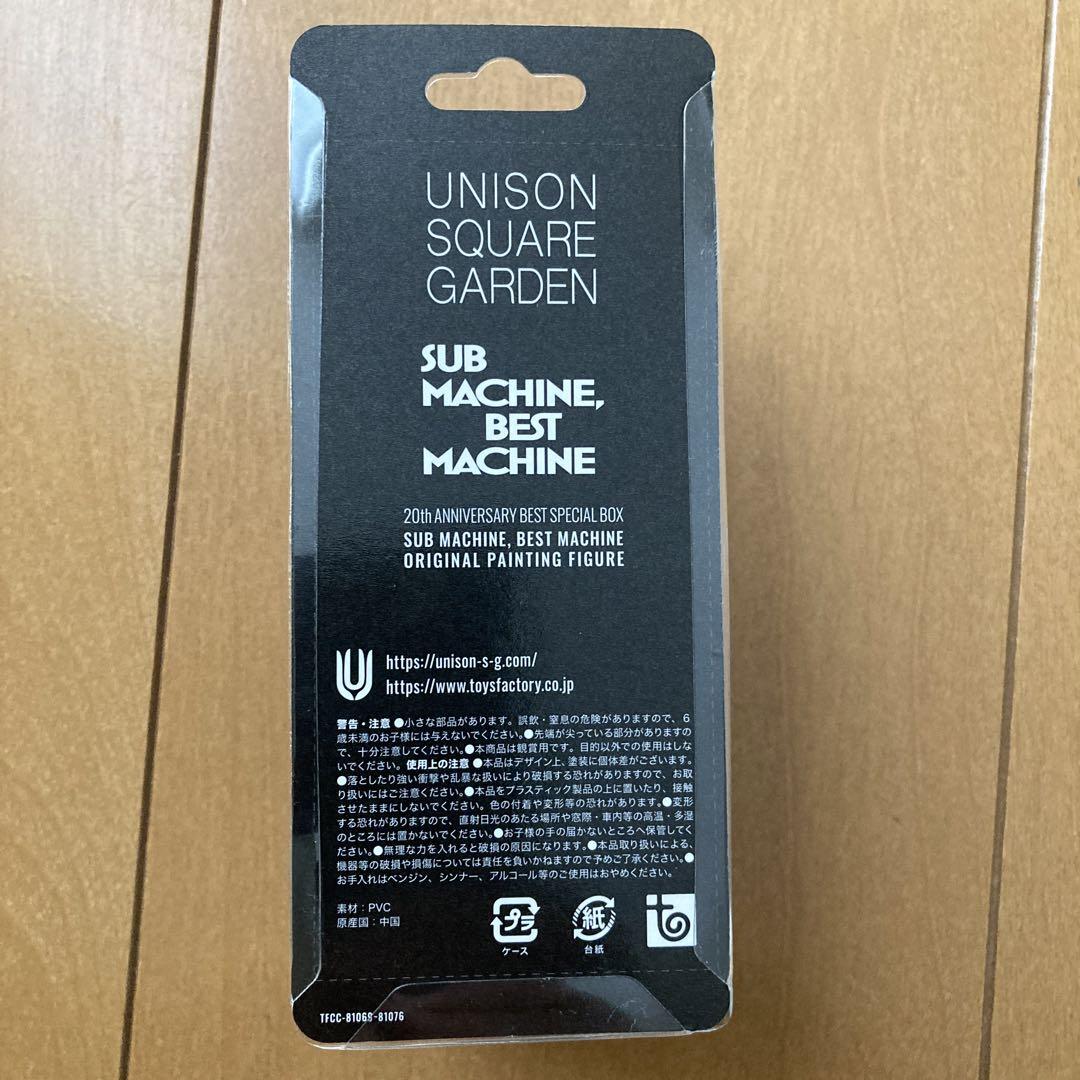 UNISON
SQUARE
GARDEN
SUB
MACHINE,
BEST
MACHINE
20th ANNIVERSARY BEST SPECIAL BOX
SUB MACHINE, BEST MACHINE
ORIGINAL PAINTING FIGURE
https://unison-s-g.com/
https://www.toysfactory.co.jp
警告・注意 ●小さな部品があります。誤飲・窒息の危険がありますので、6
歳未満のお子様には与えないでください。●先端が尖っている部分がありますの
で、十分注意してください。●本商品は観賞用です。目的以外での使用はしな
いでください。使用上の注意 ●本品はデザイン上、塗装に個体差がございます。
●落としたり強い衝撃や乱暴な扱いにより破損する恐れがありますので、お取
り扱いにはご注意ください。●本品をプラスティック製品の上に置いたり、接触
させたままにしないでください。色の付着や変形等の恐れがあります。●変形
する恐れがありますので、直射日光のあたる場所や窓際・車内等の高温・多湿
のところには置かないでください。●お子様の手の届かないところへ保管してく
ださい。●無理な力を入れると破損の原因になります。●本品取り扱いによる、
機器等の破損や損傷については責任を負いかねますので予めご了承ください。●
お手入れはベンジン、シンナー、アルコール等のご使用はおやめください。
素材：PVC
原産国：中国
プラ
ケース
紙
台紙
TFCC-81069-81076